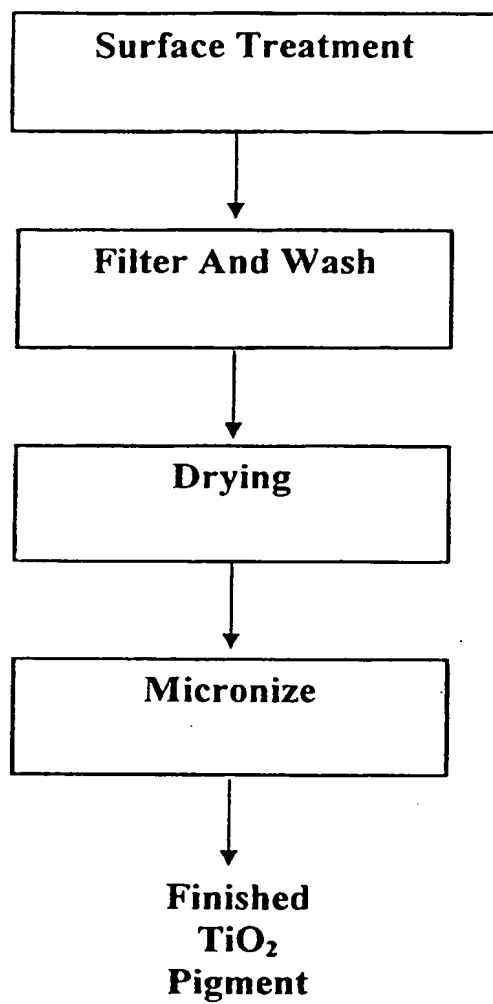 Surface Treatment
Filter And Wash
Drying
Micronize
Finished
TiO₂
Pigment